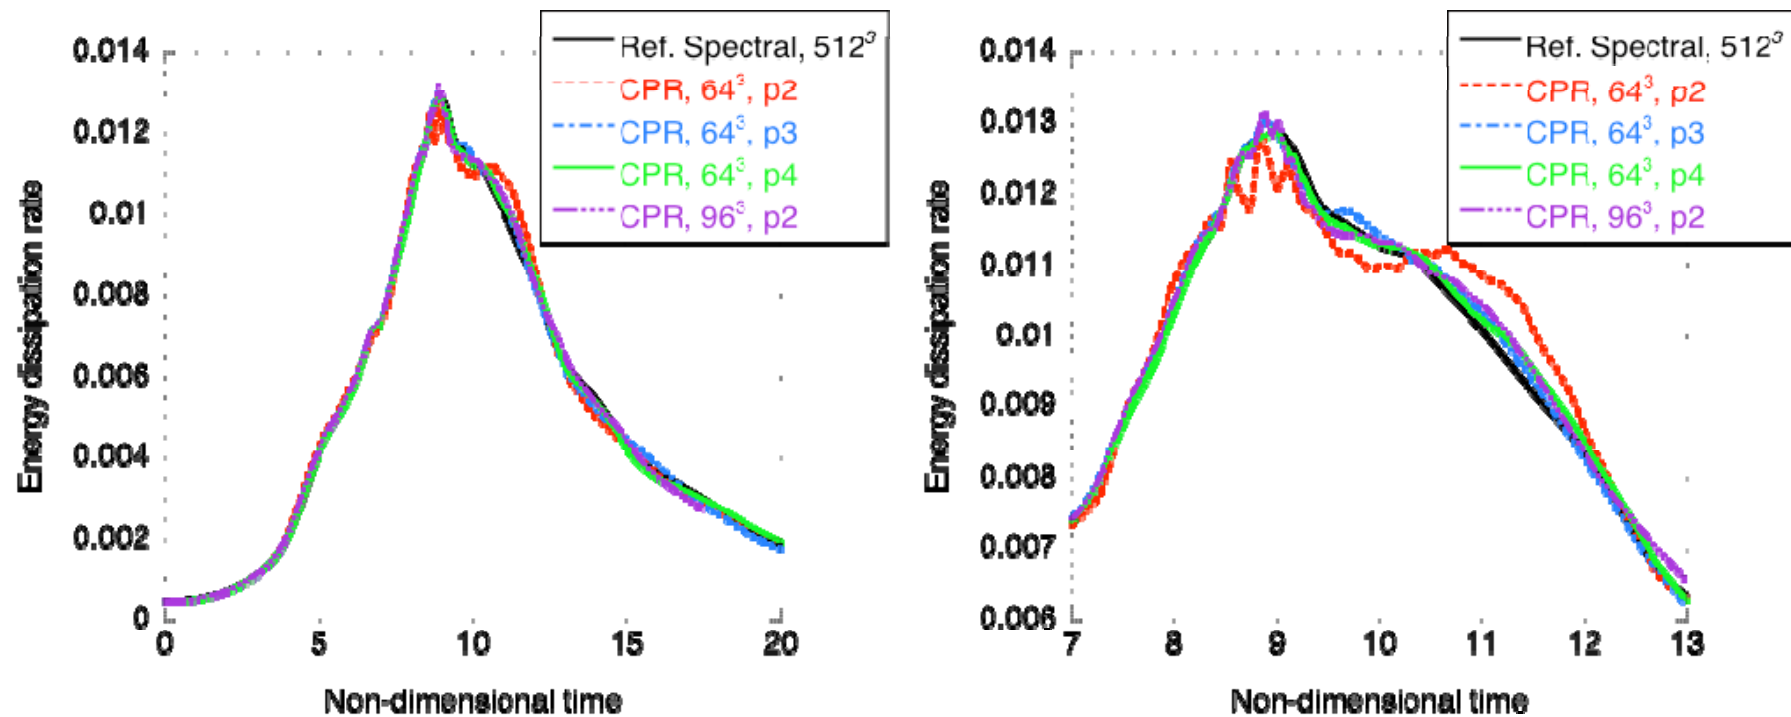 Ref. Spectral, 512³
CPR, 64³, p2
CPR, 64³, p3
CPR, 64³, p4
CPR, 96³, p2
0.014
0.012
0.01
0.008
0.006
0.004
0.002
0
Energy dissipation rate
0 5 10 15 20
Non-dimensional time
Ref. Spectral, 512³
CPR, 64³, p2
CPR, 64³, p3
CPR, 64³, p4
CPR, 96³, p2
0.014
0.013
0.012
0.011
0.01
0.009
0.008
0.007
0.006
Energy dissipation rate
7 8 9 10 11 12 13
Non-dimensional time